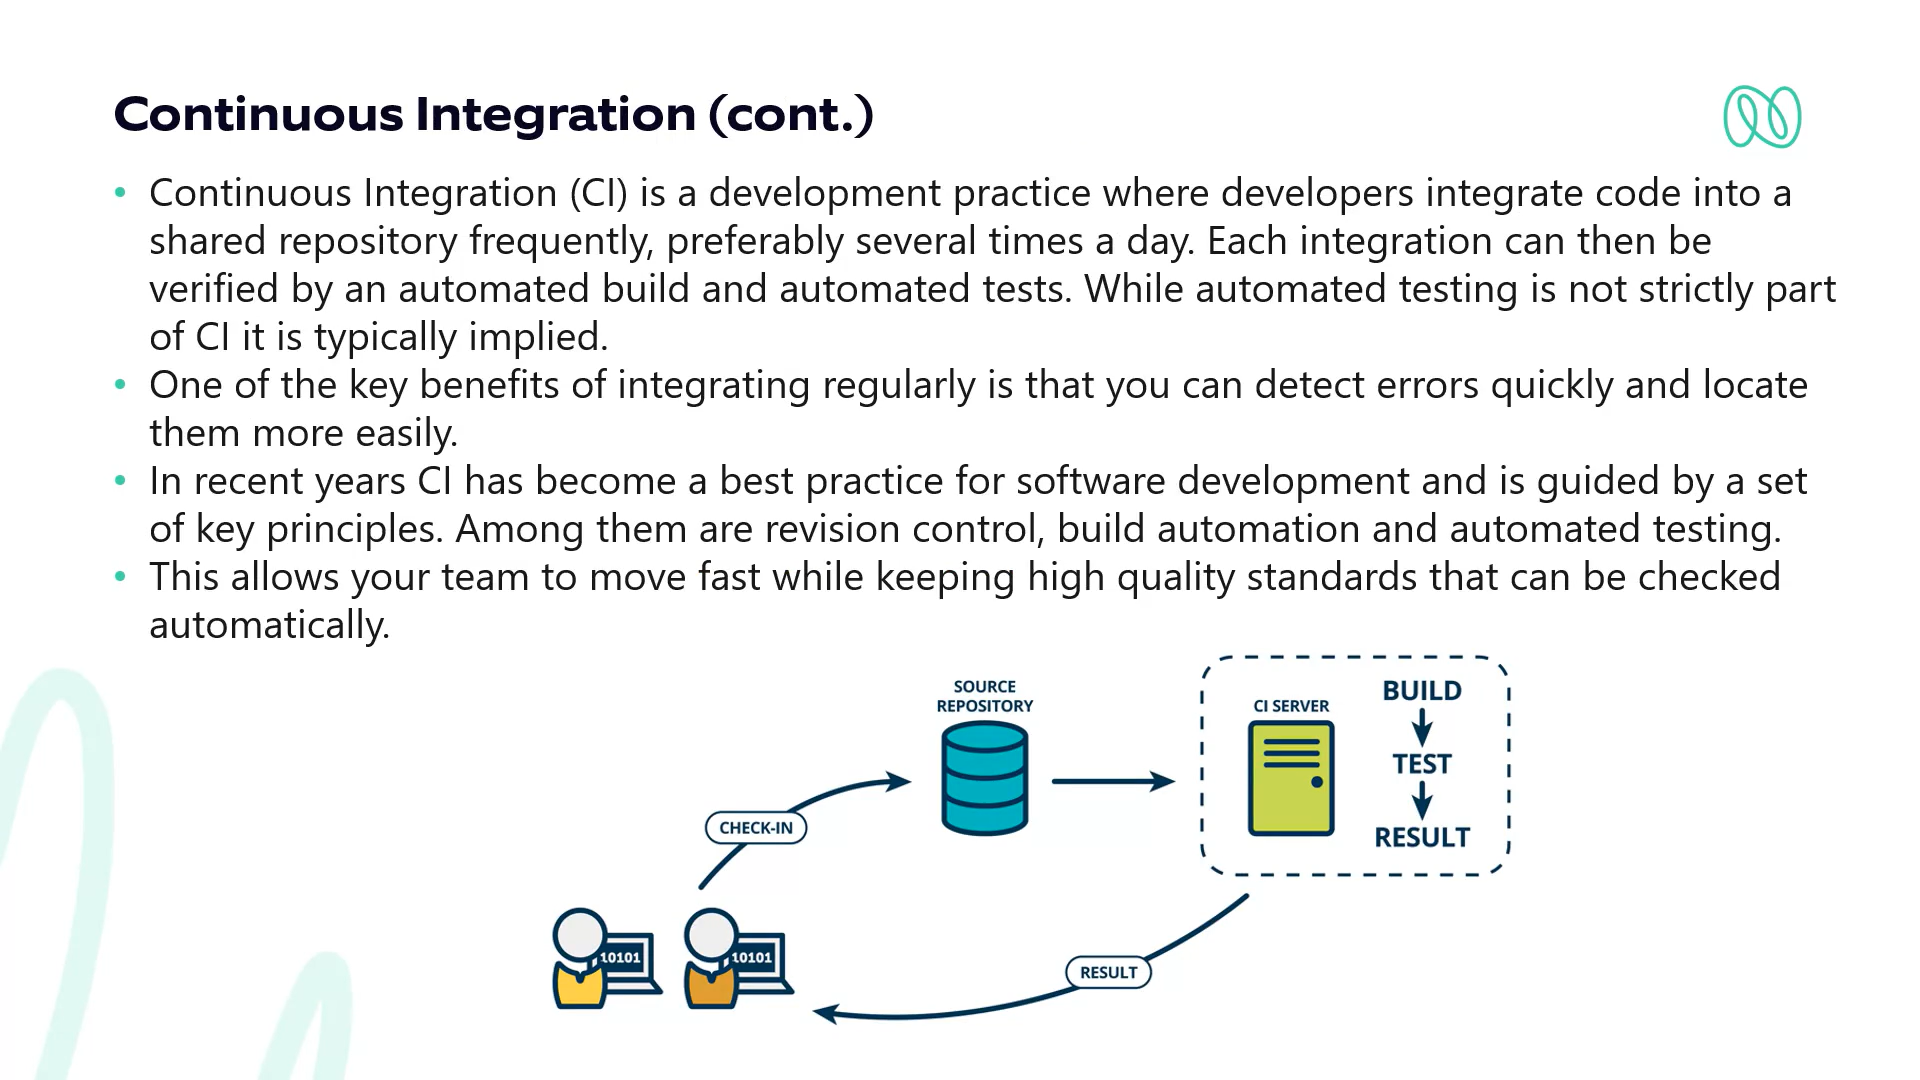 Continuous Integration (cont.)
• Continuous Integration (CI) is a development practice where developers integrate code into a
shared repository frequently, preferably several times a day. Each integration can then be
verified by an automated build and automated tests. While automated testing is not strictly part
of CI it is typically implied.
• One of the key benefits of integrating regularly is that you can detect errors quickly and locate
them more easily.
• In recent years CI has become a best practice for software development and is guided by a set
of key principles. Among them are revision control, build automation and automated testing.
• This allows your team to move fast while keeping high quality standards that can be checked
automatically.
SOURCE
REPOSITORY
CI SERVER
BUILD
TEST
RESULT
CHECK-IN
10101
10101
RESULT